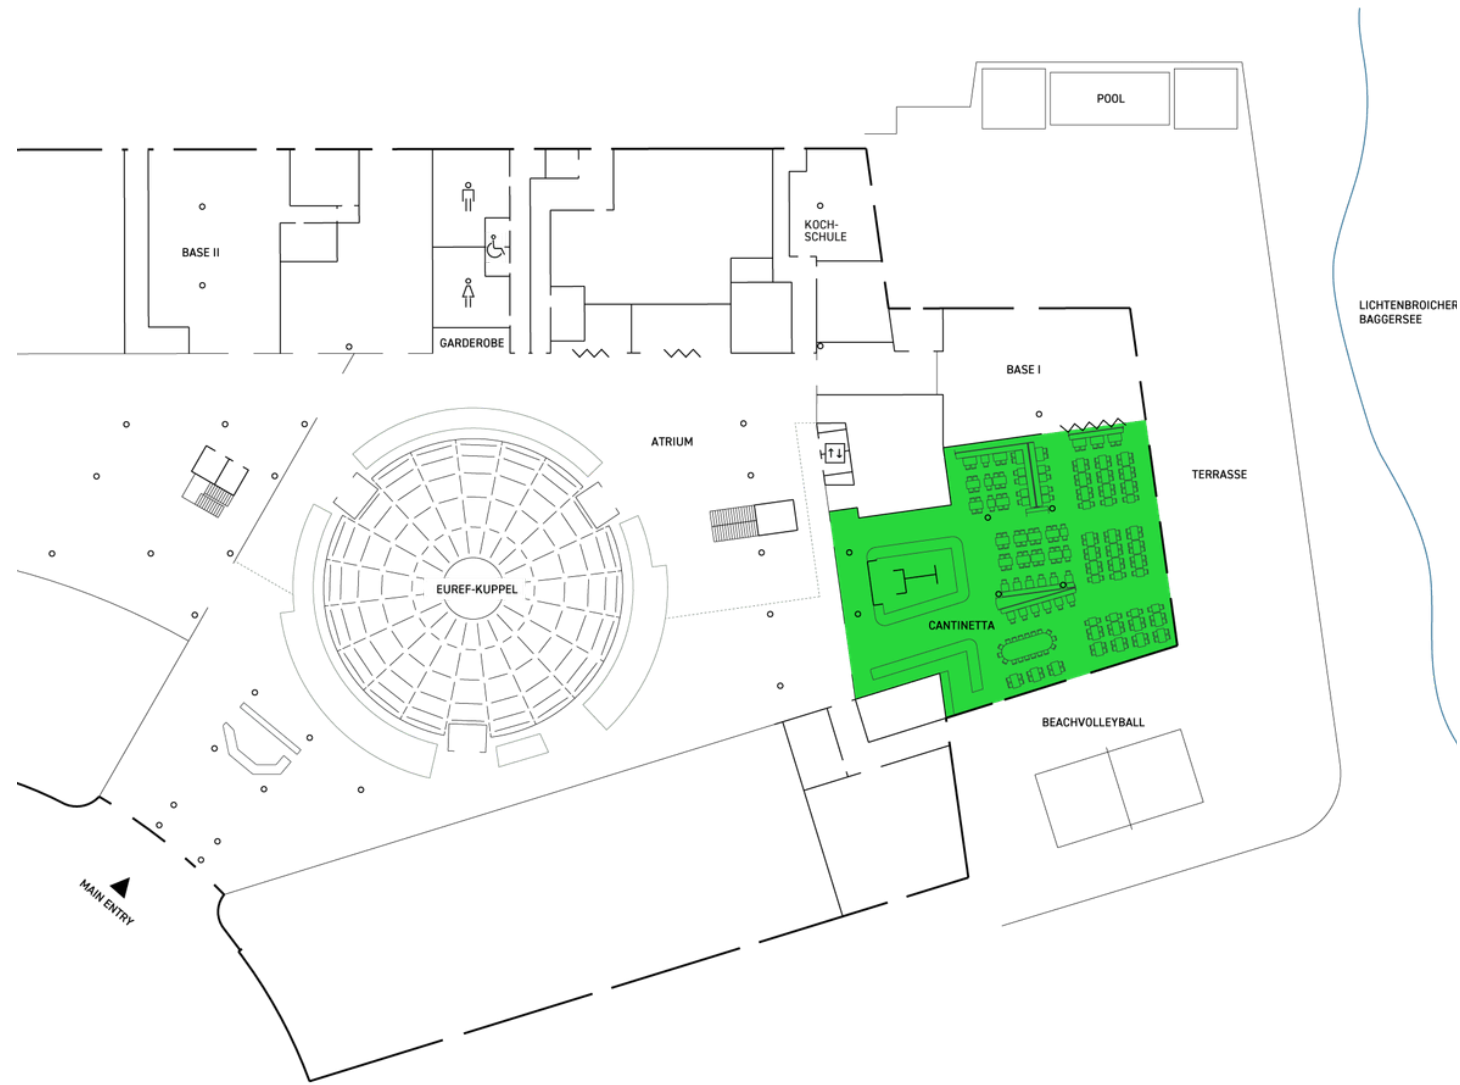 POOL
KOCH-
SCHULE
BASE II
LICHTENBROICHER
BAGGERSEE
GARDEROBE
BASE I
ATRIUM
TERRASSE
EUREF-KUPPEL
CANTINETTA
BEACHVOLLEYBALL
MAIN ENTRY